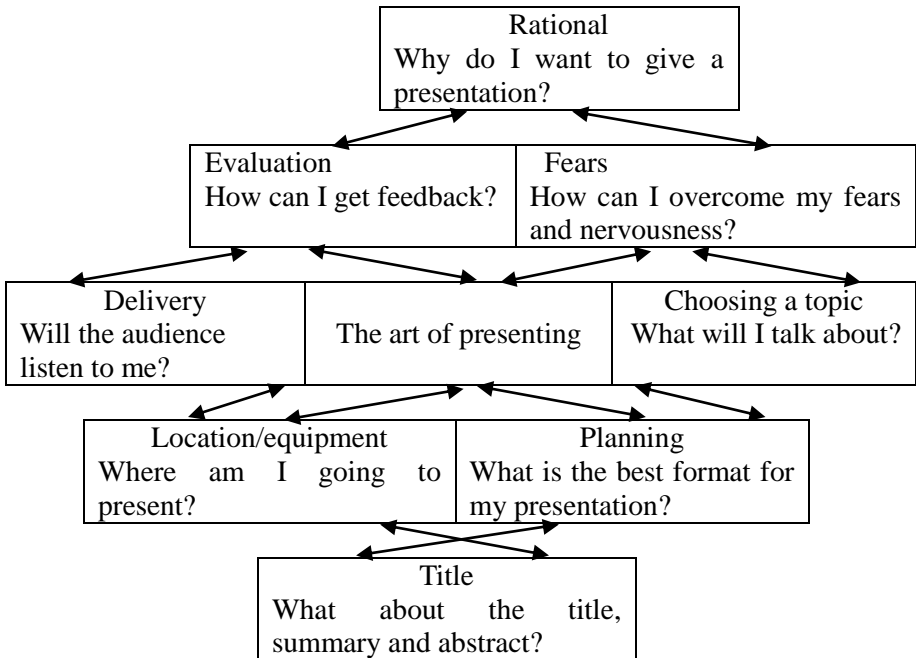 Rational
Why do I want to give a
presentation?
Evaluation
How can I get feedback?
Fears
How can I overcome my fears
and nervousness?
Delivery
Will the audience
listen to me?
The art of presenting
Choosing a topic
What will I talk about?
Location/equipment
Where am I going to
present?
Planning
What is the best format for
my presentation?
Title
What about the title,
summary and abstract?